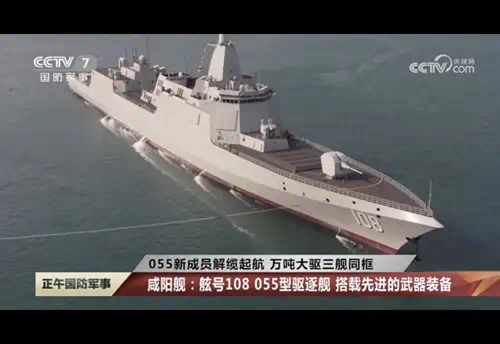 CCTV 7
国防军事
央视网
CCTV.com
108
055新成员解缆起航 万吨大驱三舰同框
正午国防军事
咸阳舰：舷号108 055型驱逐舰 搭载先进的武器装备